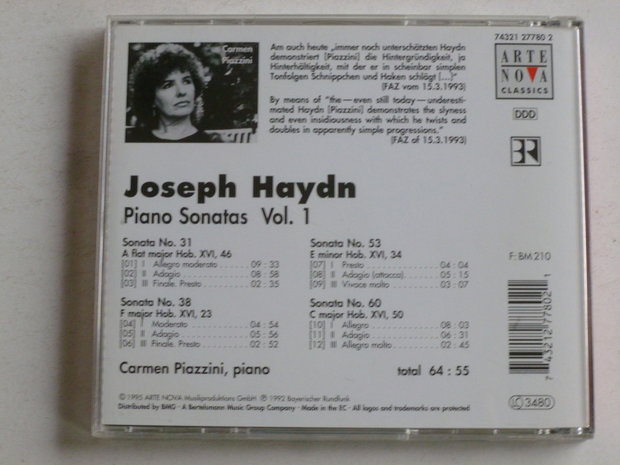 74321 27780 2
Carmen
Piazzini
Am auch heute „immer noch unterschätzten Haydn
demonstriert [Piazzini] die Hintergründigkeit, ja
Hinterhältigkeit, mit der er in scheinbar simplen
Tonfolgen Schnippchen und Haken schlägt [...]“
(FAZ vom 15.3.1993)
By means of “the—even still today—underesti-
mated Haydn [Piazzini] demonstrates the slyness
and even insidiousness with which he twists and
doubles in apparently simple progressions.”
(FAZ of 15.3.1993)
ARTE
NOVA
CLASSICS
DDD
BR
Joseph Haydn
Piano Sonatas Vol. 1
Sonata No. 31
A flat major Hob. XVI, 46
[01] I Allegro moderato . . . . . . . . 09 : 33
[02] II Adagio . . . . . . . . 08 : 58
[03] III Finale. Presto . . . . . . . . 02 : 35
Sonata No. 38
F major Hob. XVI, 23
[04] I Moderato . . . . . . . . 04 : 54
[05] II Adagio . . . . . . . . 05 : 56
[06] III Finale. Presto . . . . . . . . 02 : 52
Sonata No. 53
E minor Hob. XVI, 34
[07] I Presto . . . . . . . . 04 : 04
[08] II Adagio (attacca) . . . . . . . . 05 : 15
[09] III Vivace molto . . . . . . . . 03 : 07
Sonata No. 60
C major Hob. XVI, 50
[10] I Allegro . . . . . . . . 08 : 03
[11] II Adagio . . . . . . . . 06 : 31
[12] III Allegro molto . . . . . . . . 02 : 45
F: BM 210
7 43212 77802 1
Carmen Piazzini, piano
total 64 : 55
℗ 1995 ARTE NOVA Musikproduktions GmbH ℗ 1992 Bayerischer Rundfunk
Distributed by BMG · A Bertelsmann Music Group Company · Made in the EC · All logos and trademarks are protected
LC 3480